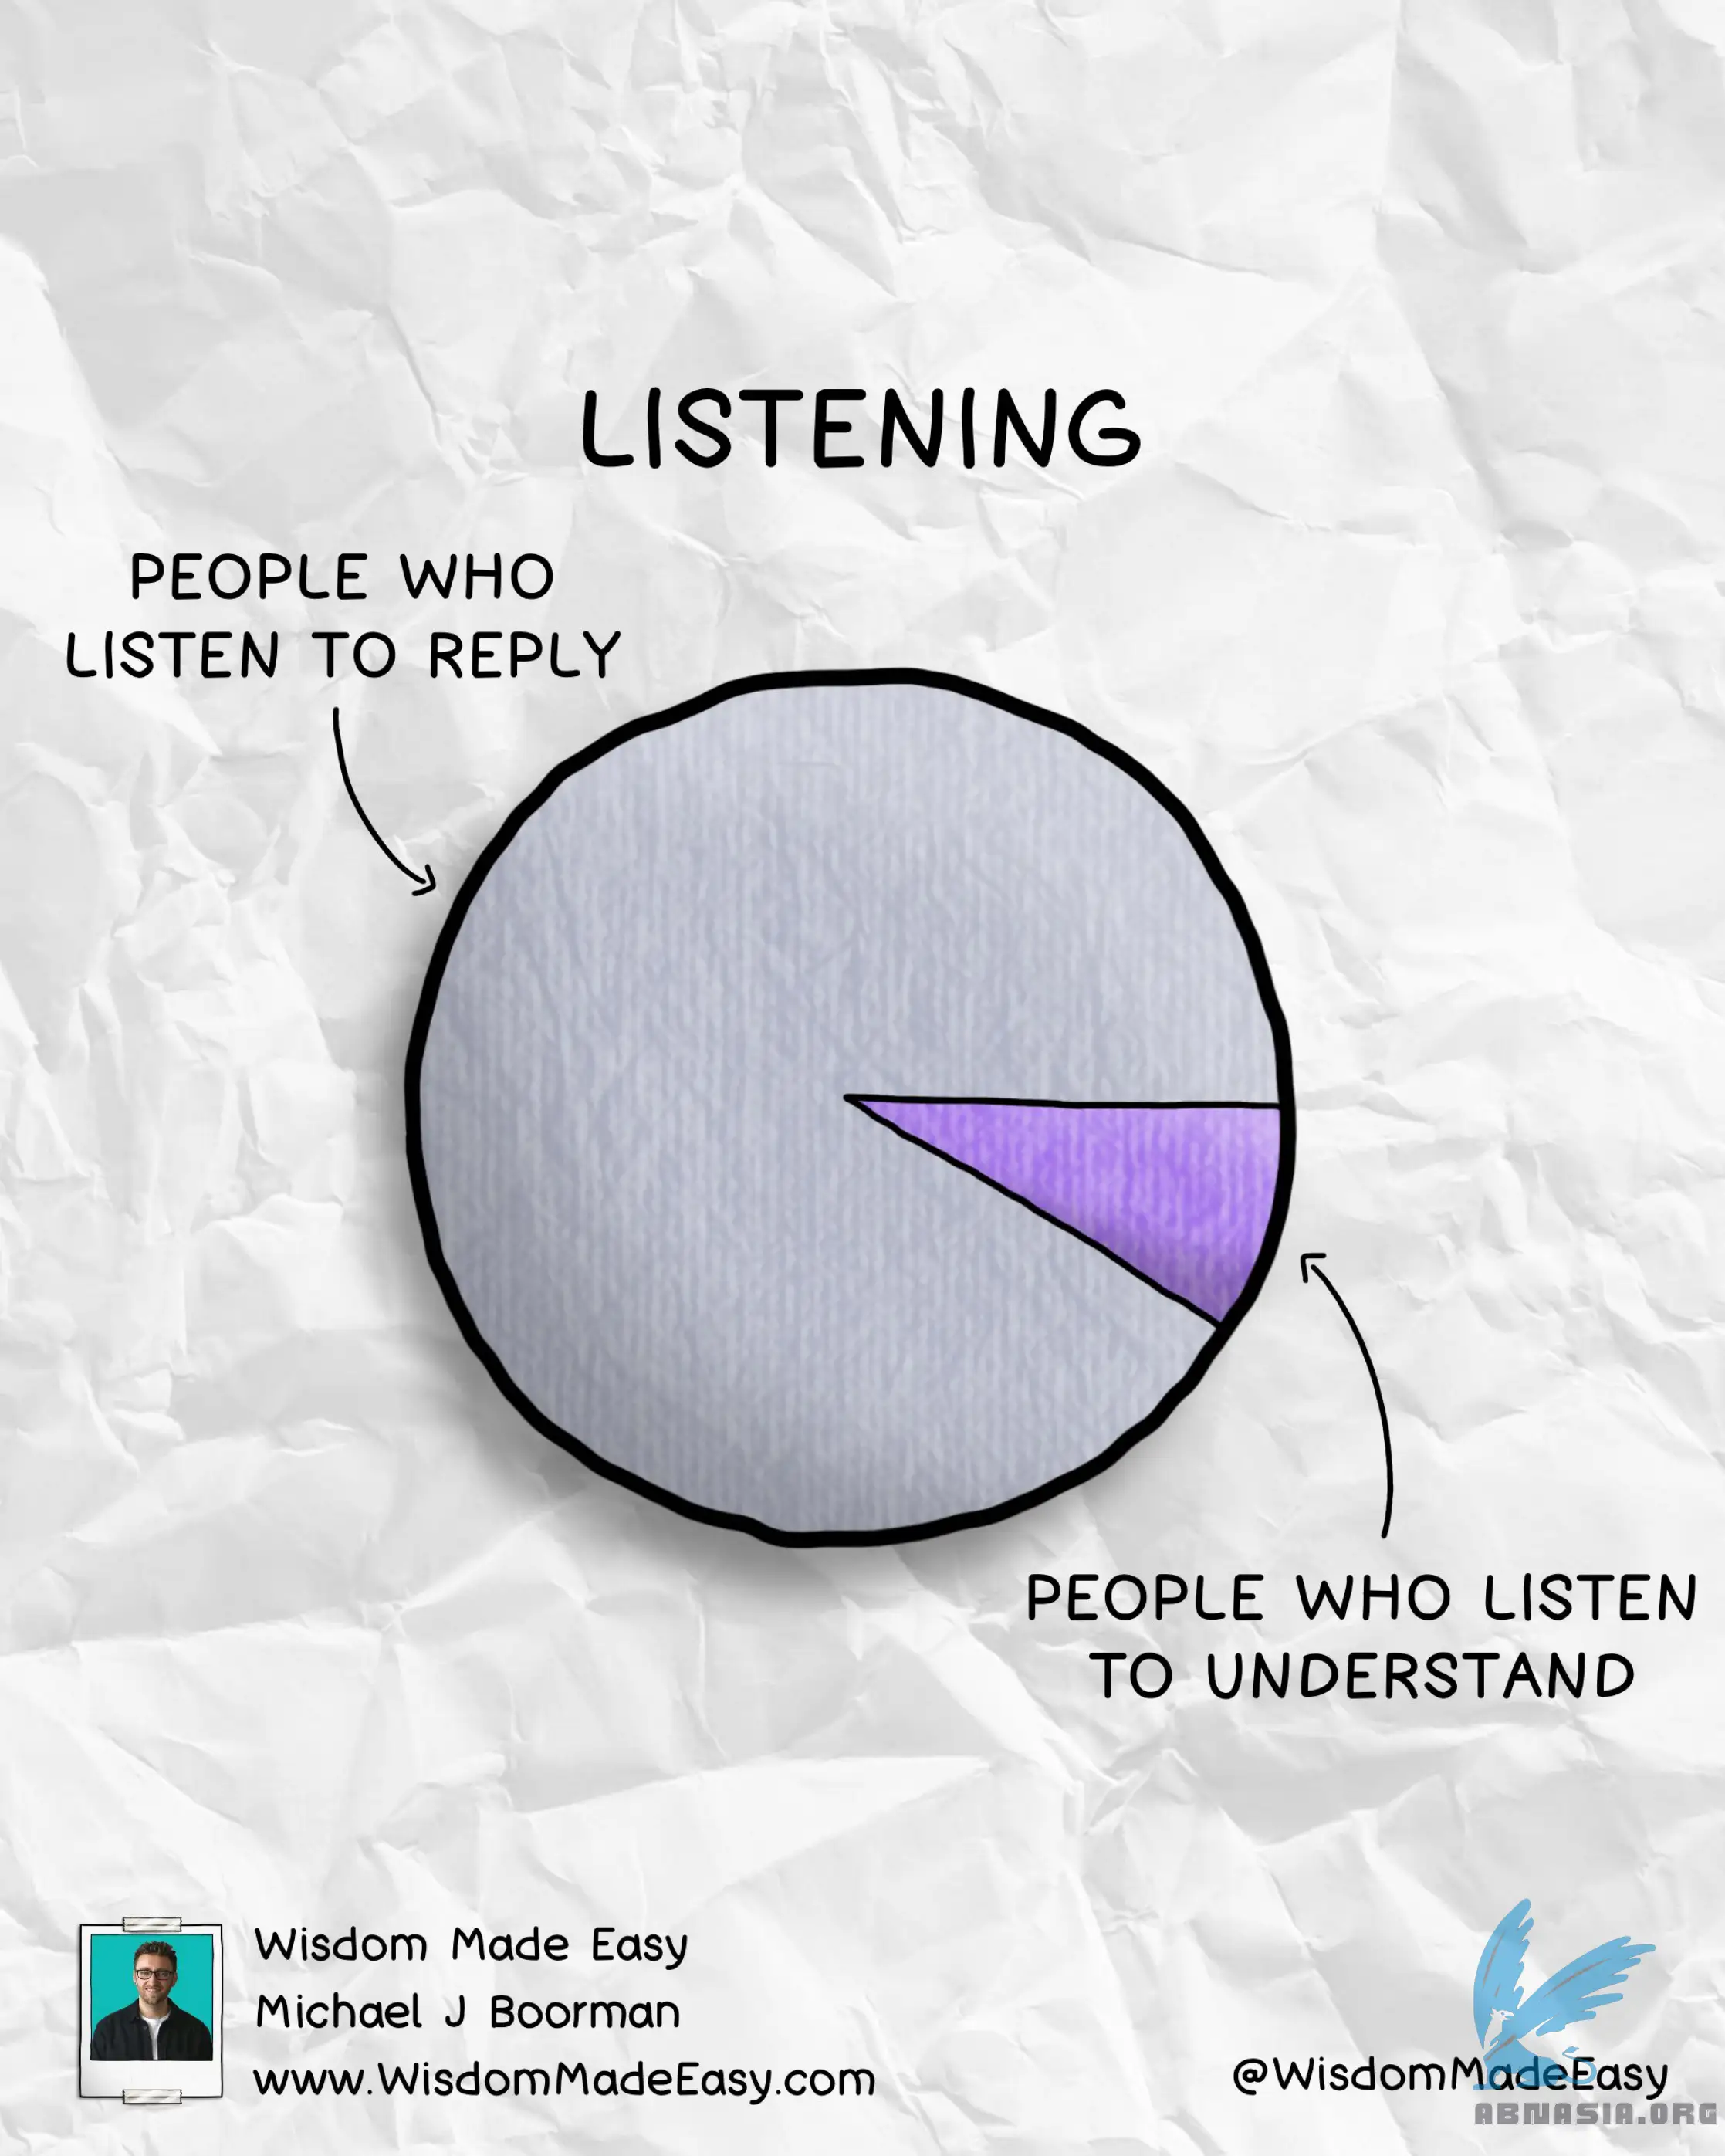 LISTENING
PEOPLE WHO
LISTEN TO REPLY
PEOPLE WHO LISTEN
TO UNDERSTAND
Wisdom Made Easy
Michael J Boorman
www.WisdomMadeEasy.com
@WisdomMadeEasy
ABNASIA.ORG